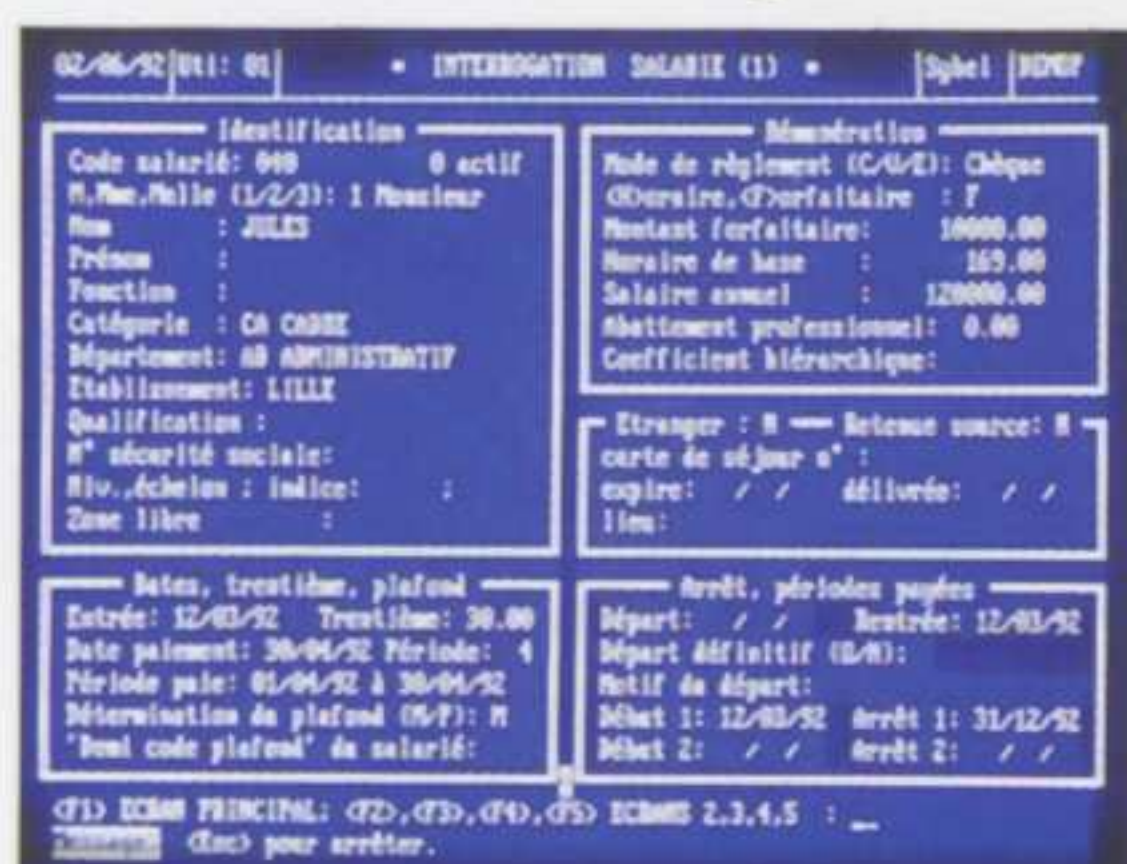 02/06/92 Uti: 01 • INTERROGATION SALARIE (1) • Sybel DEMOP
Identification
Code salarié: 040 0 actif
M,Mme,Melle (1/2/3): 1 Monsieur
Nom : JULES
Prénom :
Fonction :
Catégorie : CA CADRE
Département: AD ADMINISTRATIF
Etablissement: LILLE
Qualification :
N° sécurité sociale:
Niv.,échelon ; indice: ;
Zone libre :
Rémunération
Mode de règlement (C/V/E): Chèque
<H>oraire,<F>orfaitaire : F
Montant forfaitaire: 10000.00
Horaire de base : 169.00
Salaire annuel : 120000.00
Abattement professionnel: 0.00
Coefficient hiérarchique:
Etranger : N Retenue source: N
carte de séjour n° :
expire: / / délivrée: / /
lieu:
Dates, trentième, plafond
Entrée: 12/03/92 Trentième: 30.00
Date paiement: 30/04/92 Période: 4
Période paie: 01/04/92 à 30/04/92
Détermination du plafond (M/P): M
"Demi code plafond" du salarié:
Arrêt, périodes payées
Départ: / / Rentrée: 12/03/92
Départ définitif (O/N):
Motif du départ:
Début 1: 12/03/92 Arrêt 1: 31/12/92
Début 2: / / Arrêt 2: / /
<F1> ECRAN PRINCIPAL: <F2>,<F3>,<F4>,<F5> ECRANS 2,3,4,5 : _
Message <Esc> pour arrêter.